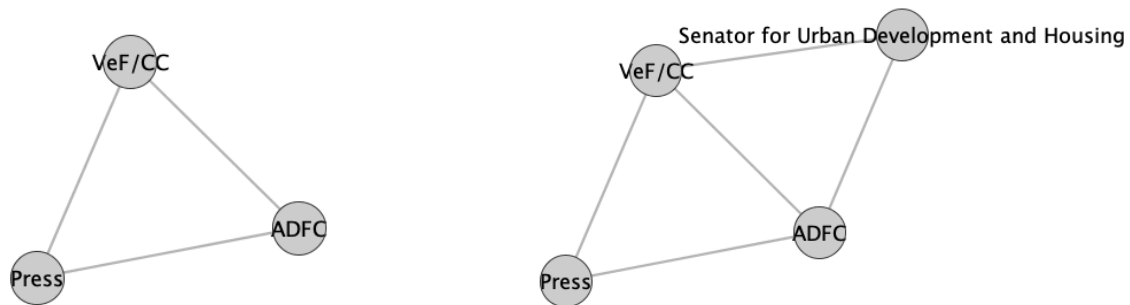 VeF/CC
ADFC
Press
Senator for Urban Development and Housing
VeF/CC
ADFC
Press